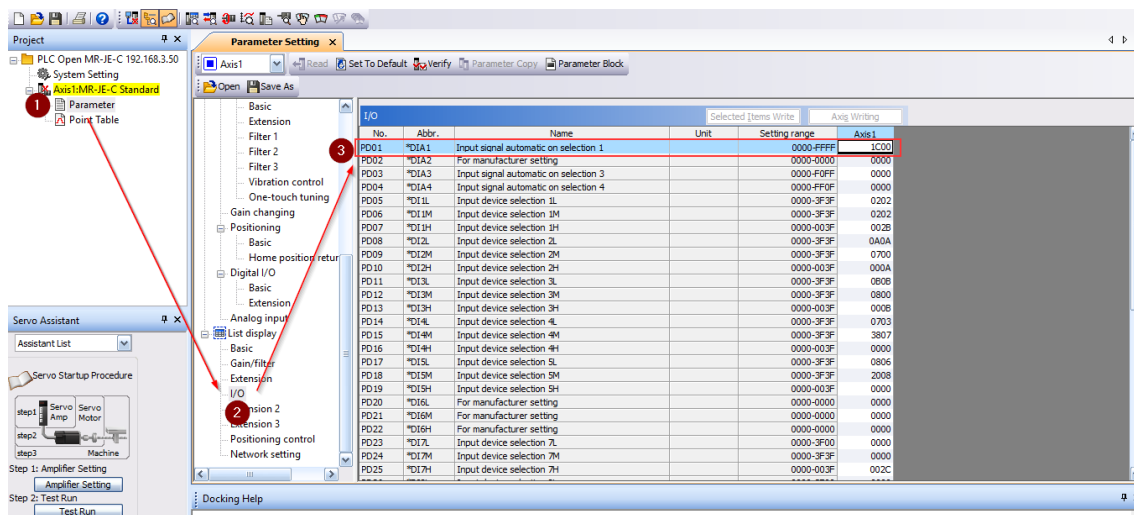 Project
PLC Open MR-JE-C 192.168.3.50
System Setting
Axis1:MR-JE-C Standard
1
Parameter
Point Table
Servo Assistant
Assistant List
Servo Startup Procedure
step1
Servo Amp
Servo Motor
step2
step3
Machine
Step 1: Amplifier Setting
Amplifier Setting
Step 2: Test Run
Test Run
Parameter Setting
Axis1 Read Set To Default Verify Parameter Copy Parameter Block
Open Save As
Basic
Extension
Filter 1
Filter 2
Filter 3
Vibration control
One-touch tuning
Gain changing
Positioning
Basic
Home position retur
Digital I/O
Basic
Extension
Analog input
List display
Basic
Gain/filter
Extension
I/O
2
Extension 3
Positioning control
Network setting
I/O Selected Items Write Axis Writing
No. Abbr. Name Unit Setting range Axis1
3
PD01 *DIA1 Input signal automatic on selection 1 0000-FFFF 1C00
PD02 *DIA2 For manufacturer setting 0000-0000 0000
PD03 *DIA3 Input signal automatic on selection 3 0000-F0FF 0000
PD04 *DIA4 Input signal automatic on selection 4 0000-FF0F 0000
PD05 *DI1L Input device selection 1L 0000-3F3F 0202
PD06 *DI1M Input device selection 1M 0000-3F3F 0202
PD07 *DI1H Input device selection 1H 0000-003F 002B
PD08 *DI2L Input device selection 2L 0000-3F3F 0A0A
PD09 *DI2M Input device selection 2M 0000-3F3F 0700
PD10 *DI2H Input device selection 2H 0000-003F 000A
PD11 *DI3L Input device selection 3L 0000-3F3F 0B0B
PD12 *DI3M Input device selection 3M 0000-3F3F 0800
PD13 *DI3H Input device selection 3H 0000-003F 000B
PD14 *DI4L Input device selection 4L 0000-3F3F 0703
PD15 *DI4M Input device selection 4M 0000-3F3F 3807
PD16 *DI4H Input device selection 4H 0000-003F 0000
PD17 *DI5L Input device selection 5L 0000-3F3F 0806
PD18 *DI5M Input device selection 5M 0000-3F3F 2008
PD19 *DI5H Input device selection 5H 0000-003F 0000
PD20 *DI6L For manufacturer setting 0000-0000 0000
PD21 *DI6M For manufacturer setting 0000-0000 0000
PD22 *DI6H For manufacturer setting 0000-0000 0000
PD23 *DI7L Input device selection 7L 0000-3F00 0000
PD24 *DI7M Input device selection 7M 0000-3F3F 0000
PD25 *DI7H Input device selection 7H 0000-003F 002C
Docking Help